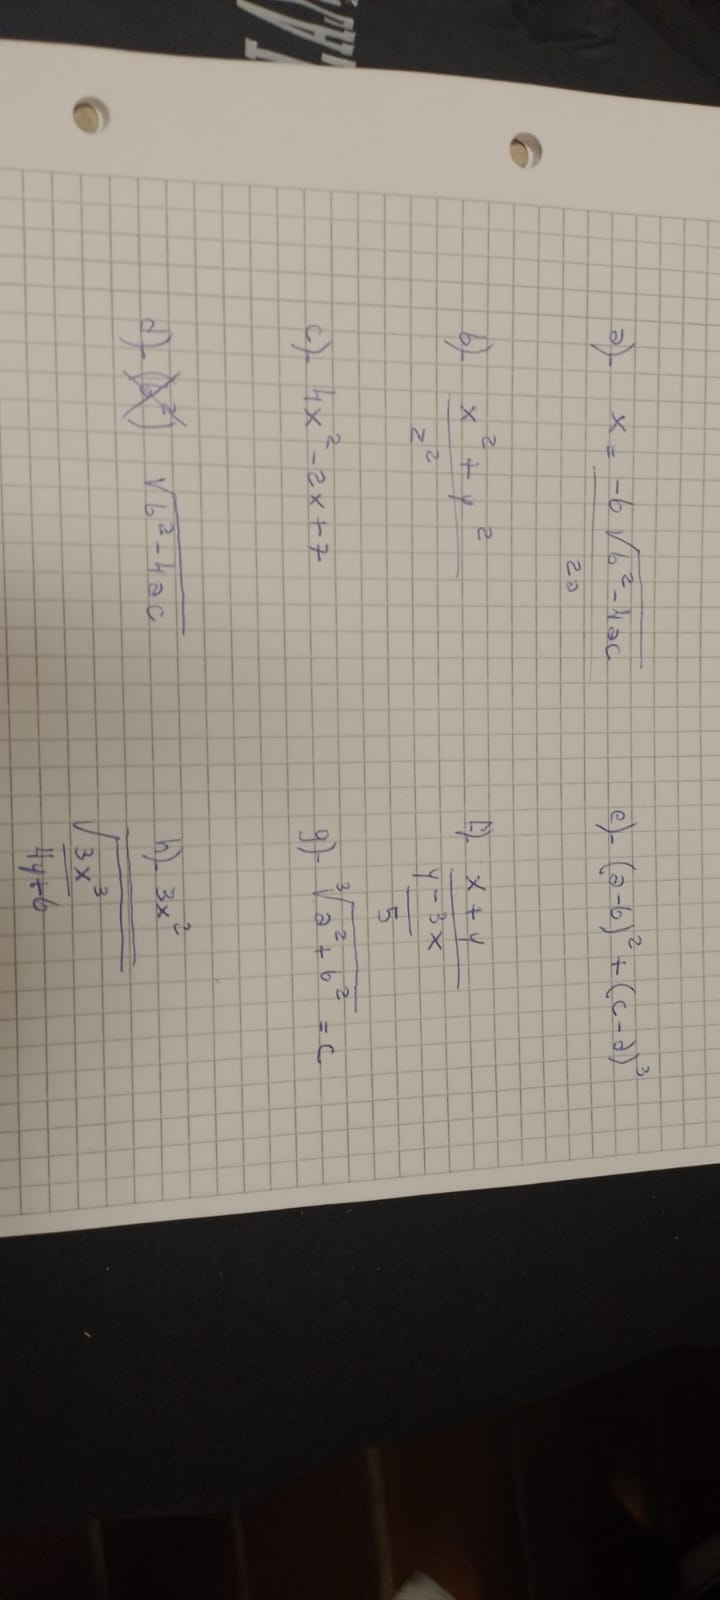 a). x = -b √b² - 4ac
2a
b). x² + y²
z²
c). 4x² - 2x + 7
d). √b² - 4ac
e). (a-b)² + (c-a)³
f). x + y
y - 3x
5
g). ³√a² + b² = c
h). 3x²
√3x³
4y+6